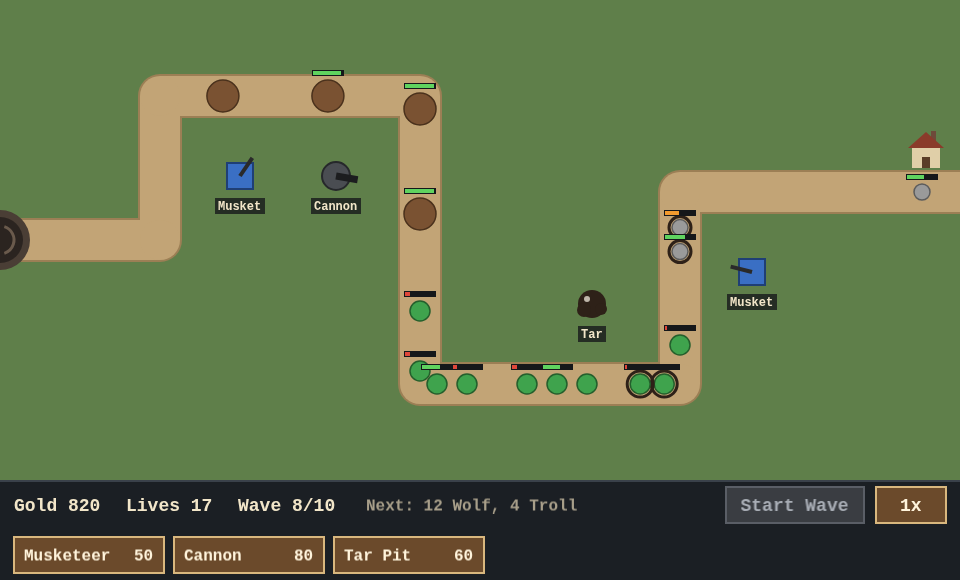 Musket
Cannon
Musket
Tar
Gold 820 Lives 17 Wave 8/10 Next: 12 Wolf, 4 Troll Start Wave 1x
Musketeer 50 Cannon 80 Tar Pit 60